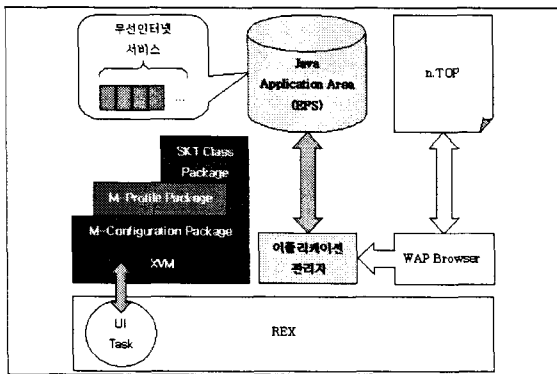 무선인터넷
서비스
...
Java
Application Area
(EFS)
n.TOP
SKT Class
Package
M-Profile Package
M-Configuration Package
XVM
어플리케이션
관리자
WAP Browser
UI
Task
REX